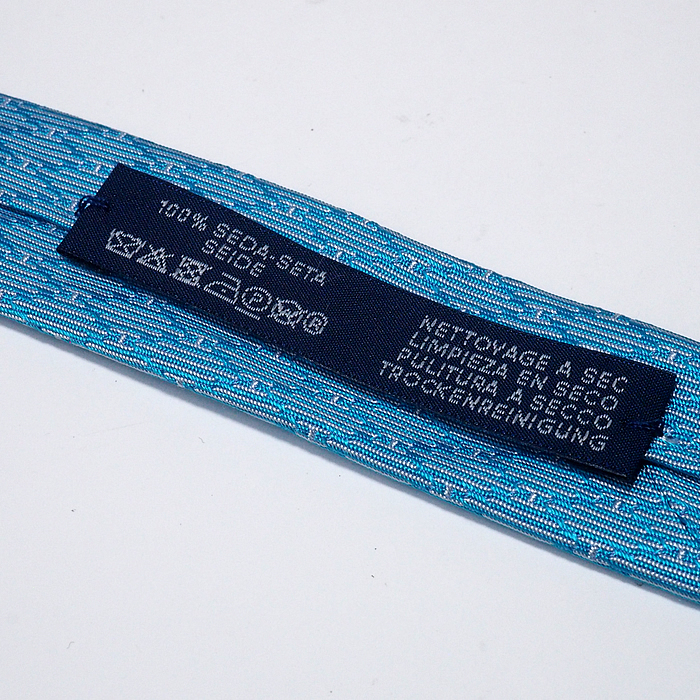 100% SEDA-SETA
SEIDE
NETTOYAGE A SEC
LIMPIEZA EN SECO
PULITURA A SECCO
TROCKENREINIGUNG